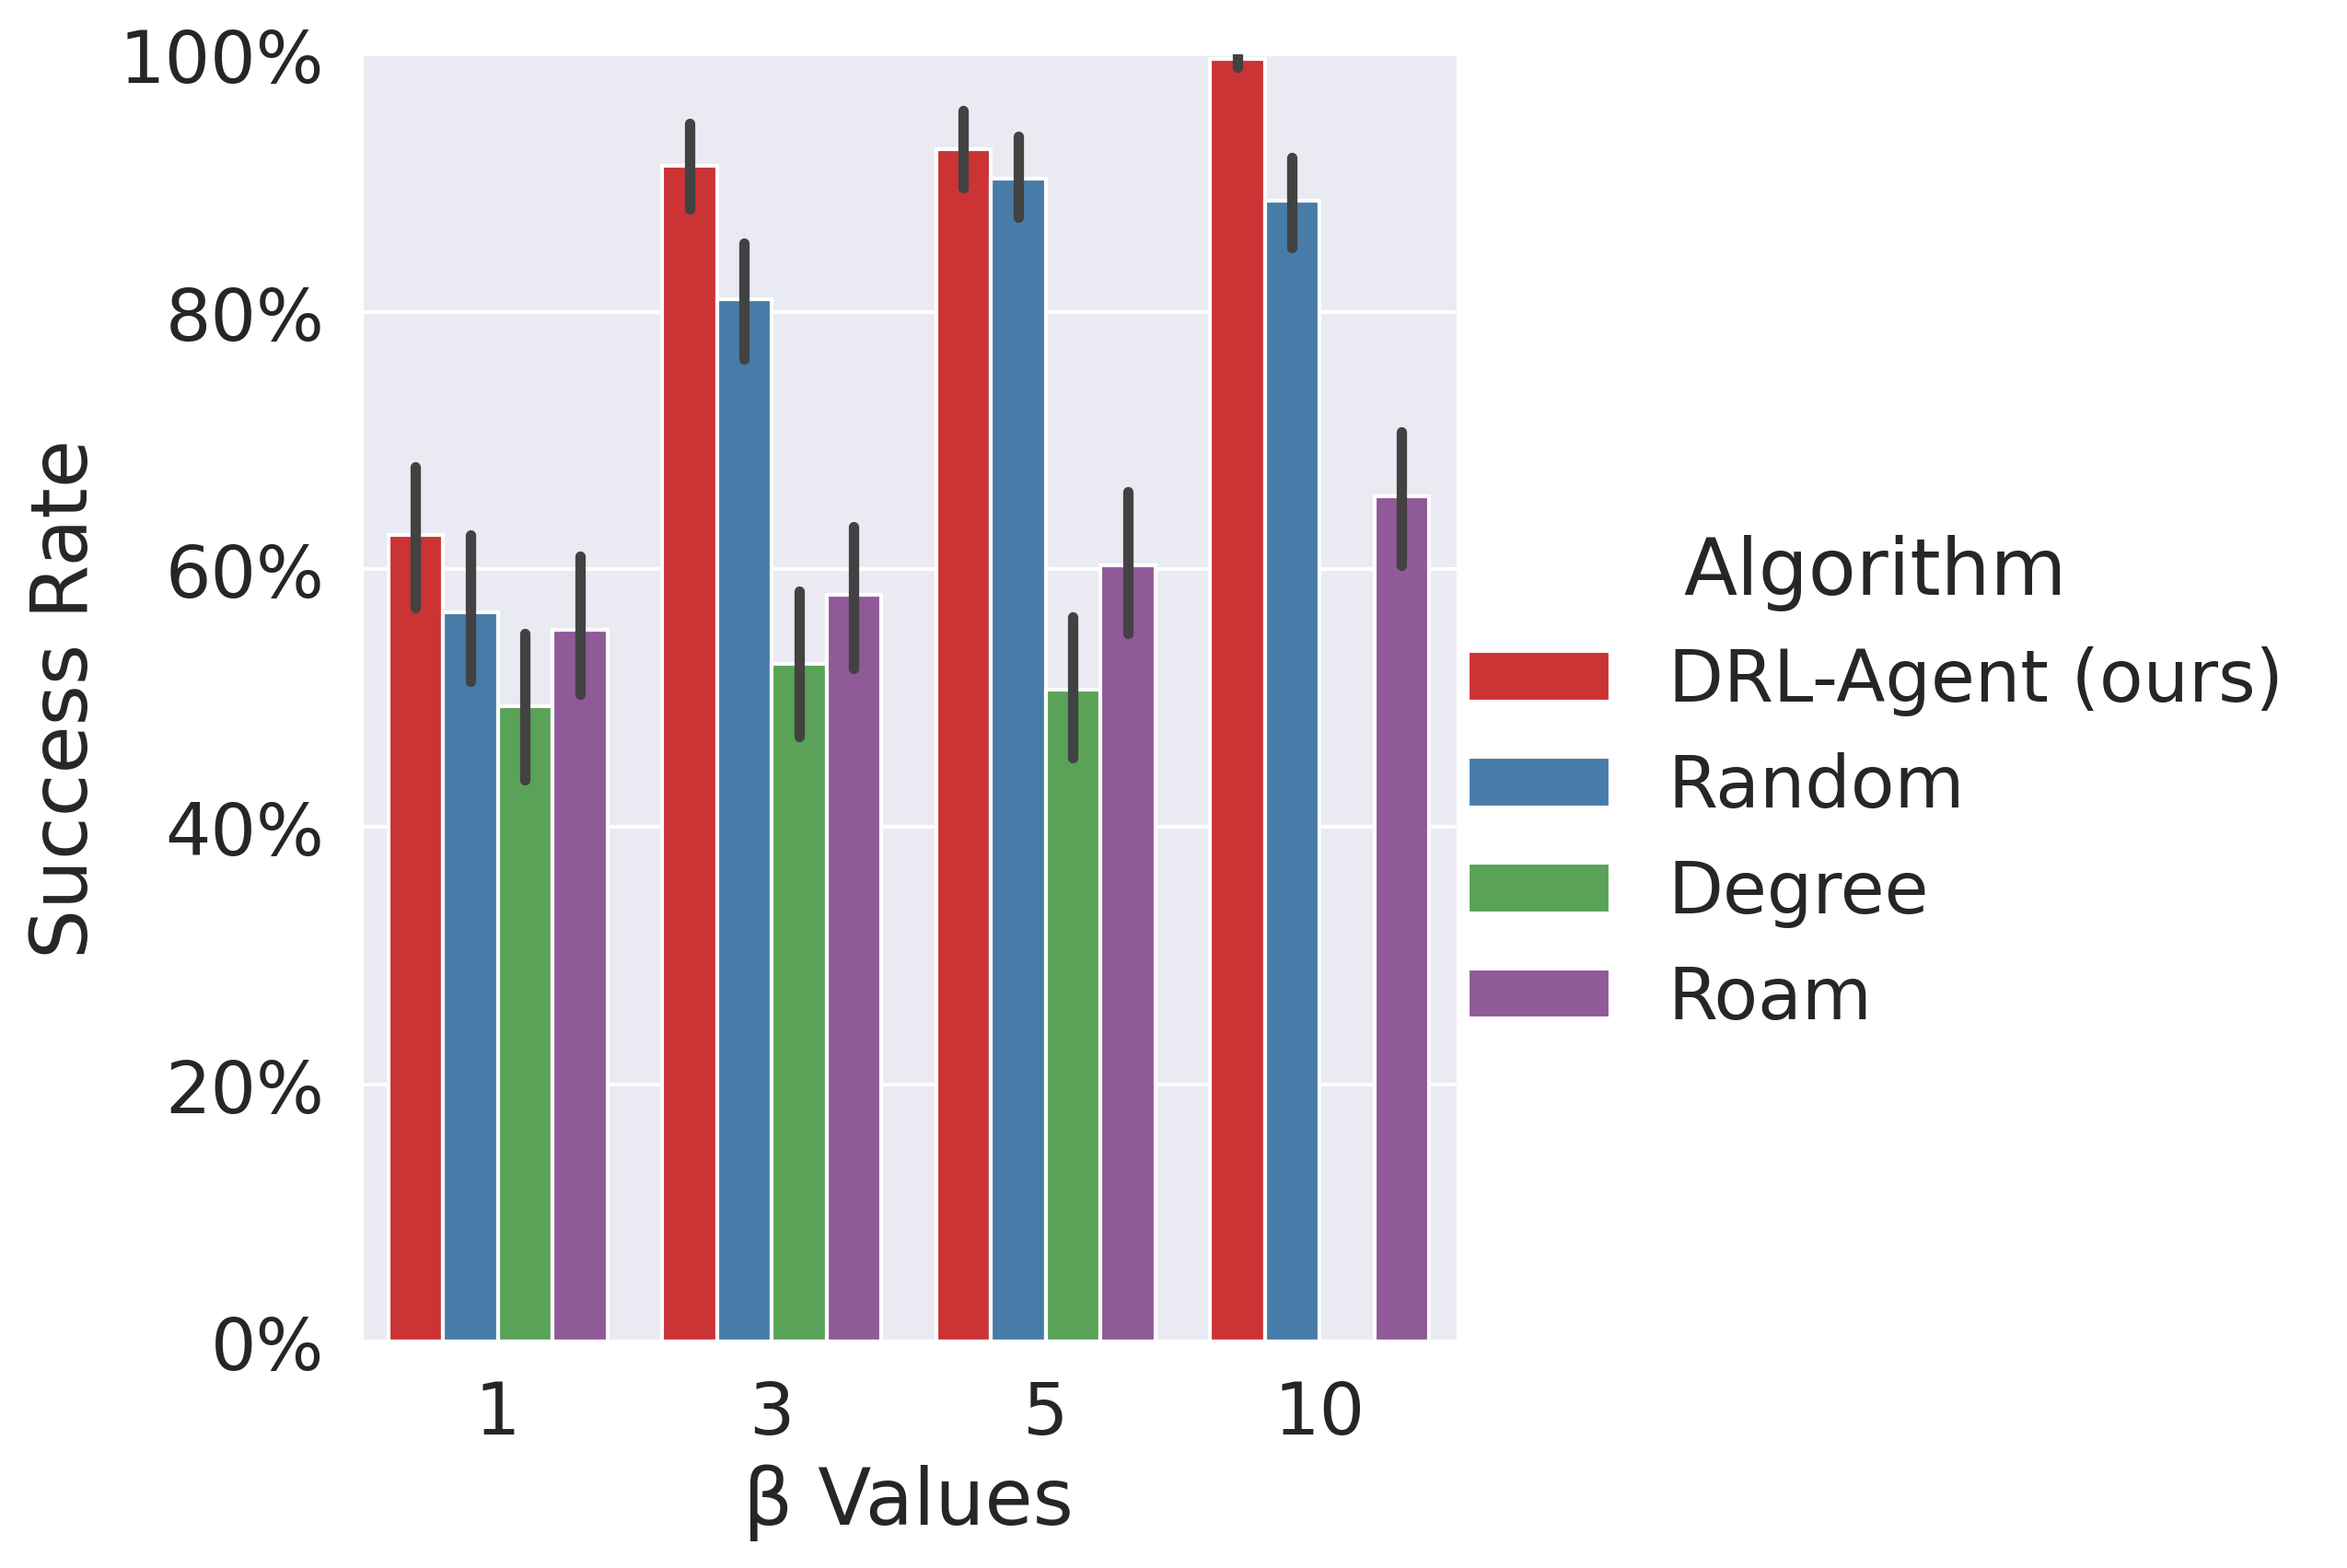 100%
80%
60%
40%
20%
0%
Success Rate
1 3 5 10
β Values
Algorithm
DRL-Agent (ours)
Random
Degree
Roam